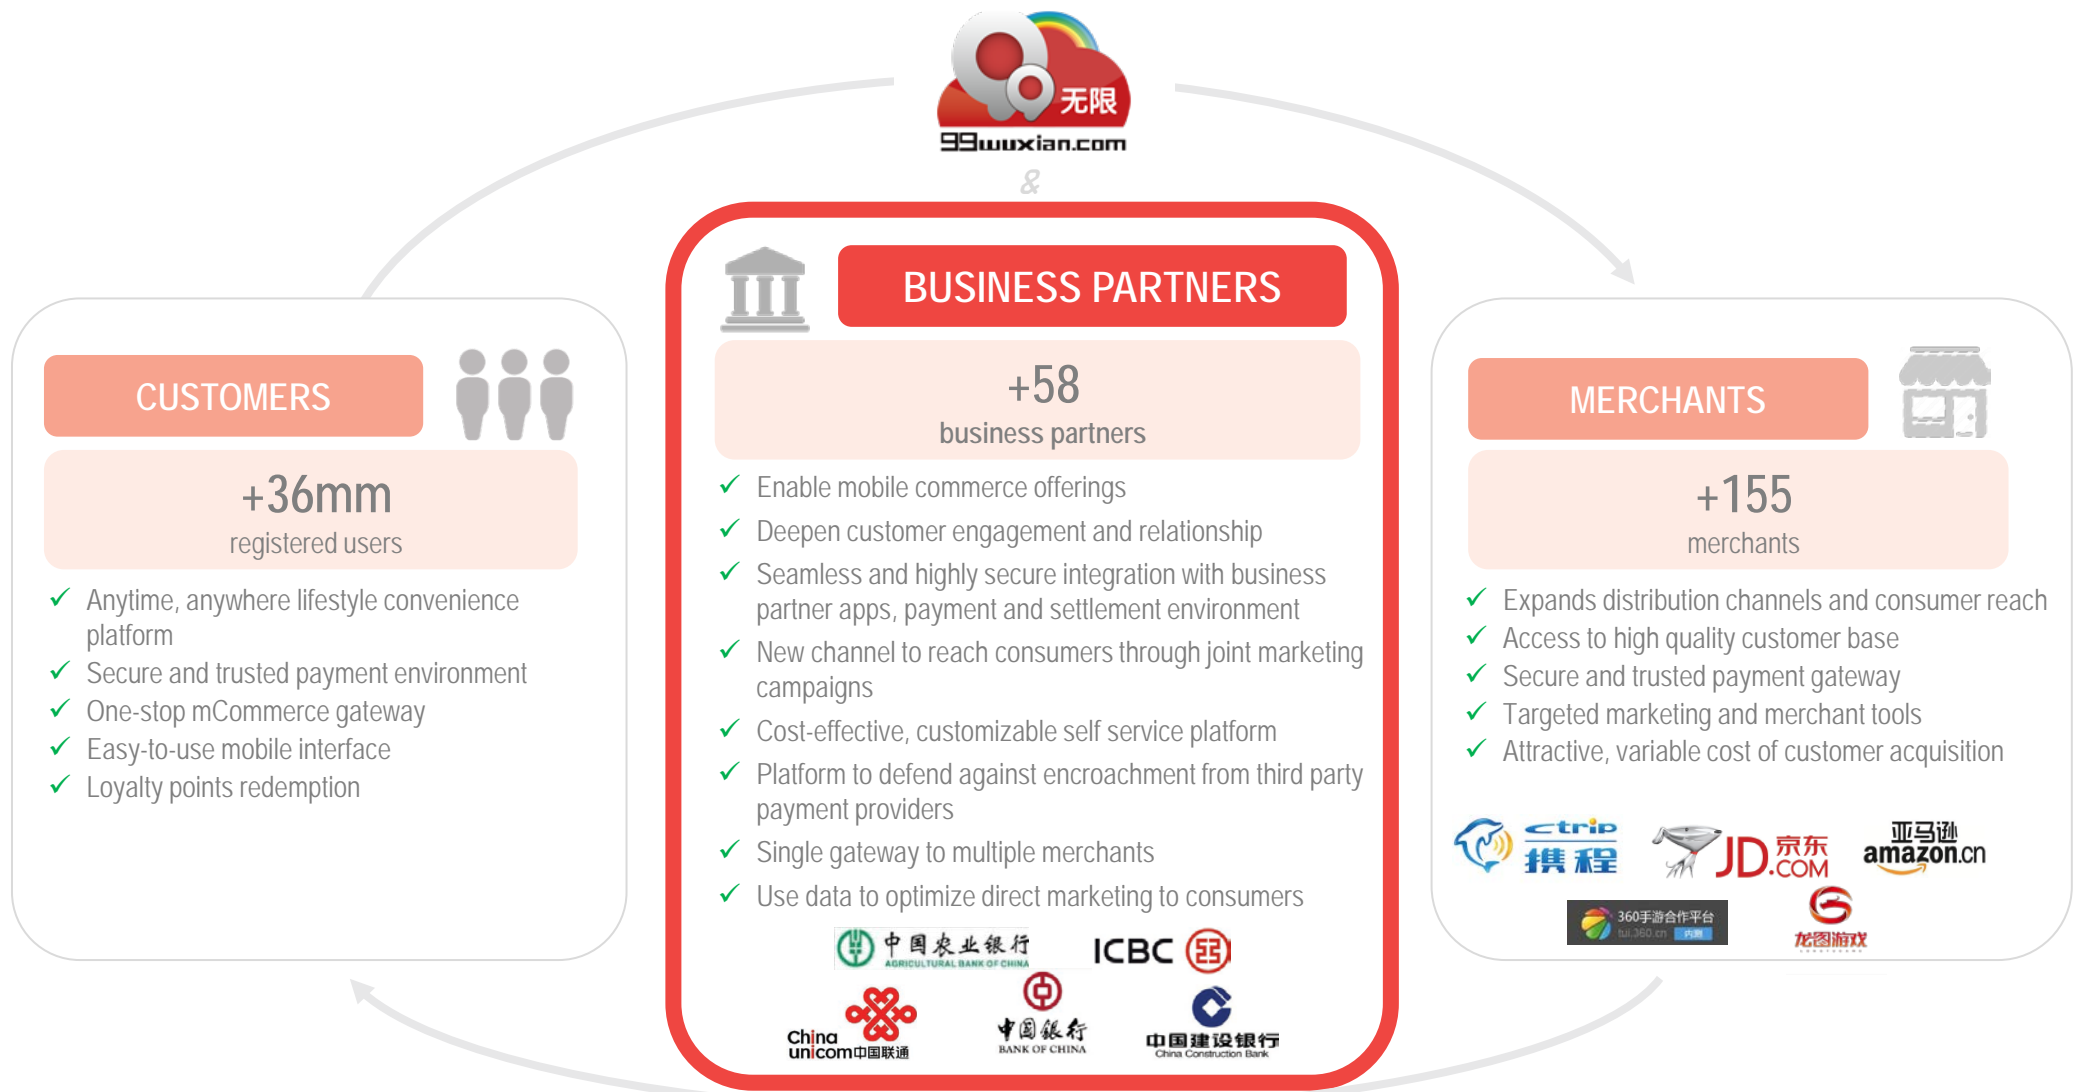 无限
99wuxian.com
&
CUSTOMERS
+36mm
registered users
Anytime, anywhere lifestyle convenience
platform
Secure and trusted payment environment
One-stop mCommerce gateway
Easy-to-use mobile interface
Loyalty points redemption
BUSINESS PARTNERS
+58
business partners
Enable mobile commerce offerings
Deepen customer engagement and relationship
Seamless and highly secure integration with business
partner apps, payment and settlement environment
New channel to reach consumers through joint marketing
campaigns
Cost-effective, customizable self service platform
Platform to defend against encroachment from third party
payment providers
Single gateway to multiple merchants
Use data to optimize direct marketing to consumers
中国农业银行
AGRICULTURAL BANK OF CHINA
ICBC
China
unicom中国联通
中国银行
BANK OF CHINA
中国建设银行
China Construction Bank
MERCHANTS
+155
merchants
Expands distribution channels and consumer reach
Access to high quality customer base
Secure and trusted payment gateway
Targeted marketing and merchant tools
Attractive, variable cost of customer acquisition
ctrip
携程
JD.COM
京东
亚马逊
amazon.cn
360手游合作平台
tui.360.cn 内测
龙图游戏